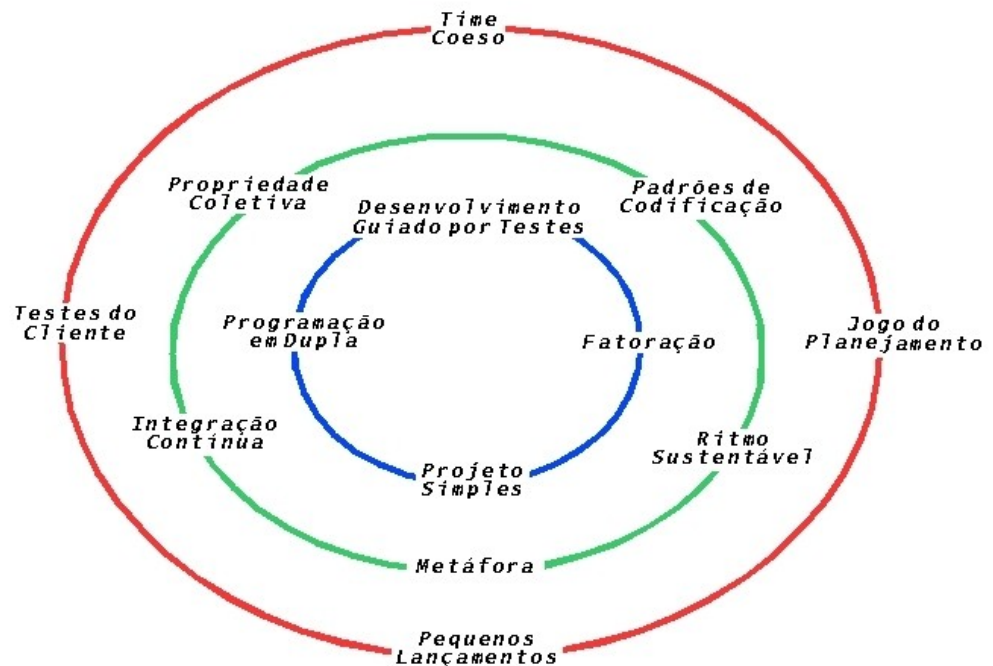 Time
Coeso
Propriedade
Coletiva
Padrões de
Codificação
Desenvolvimento
Guiado por Testes
Testes do
Cliente
Programação
em Dupla
Fatoração
Jogo do
Planejamento
Integração
Contínua
Ritmo
Sustentável
Projeto
Simples
Metáfora
Pequenos
Lançamentos